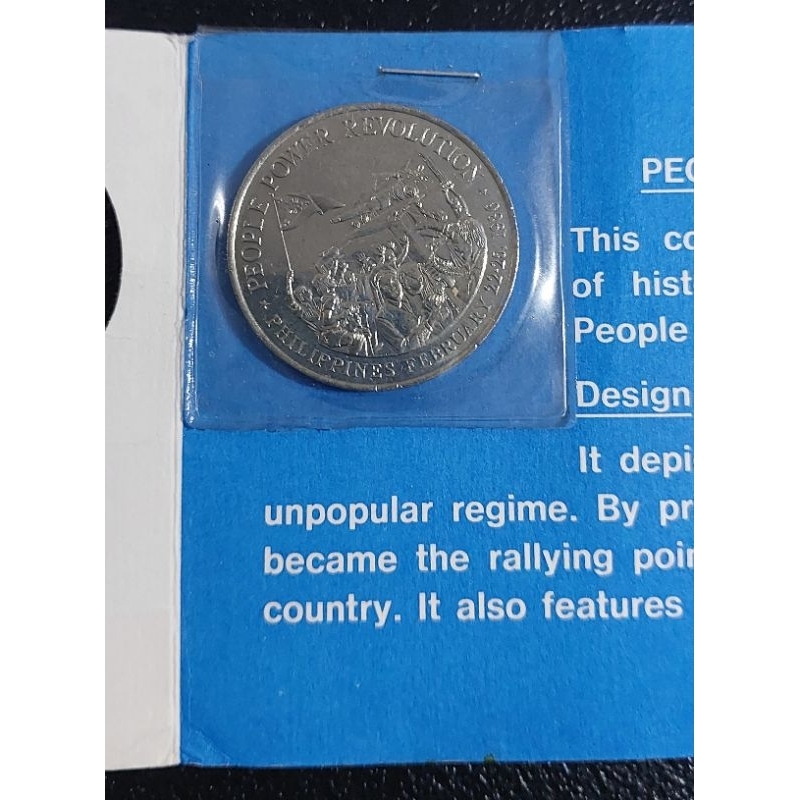 ★ PEOPLE POWER REVOLUTION ★
PHILIPPINES FEBRUARY 22-25, 1986
PEO
This co
of hist
People
Design
It depi
unpopular regime. By pr
became the rallying poin
country. It also features